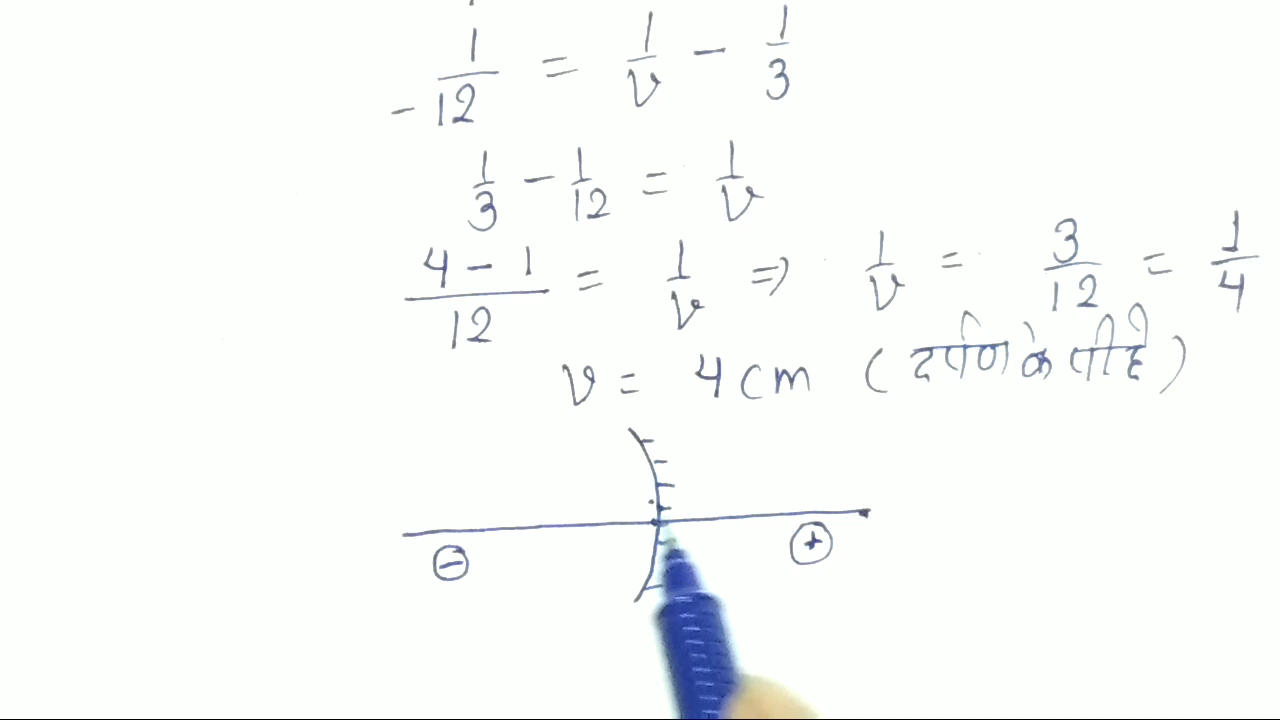 1/-12 = 1/v - 1/3
1/3 - 1/12 = 1/v
4-1/12 = 1/v ⇒ 1/v = 3/12 = 1/4
v = 4 cm (दर्पण के पीछे)
⊖ ⊕